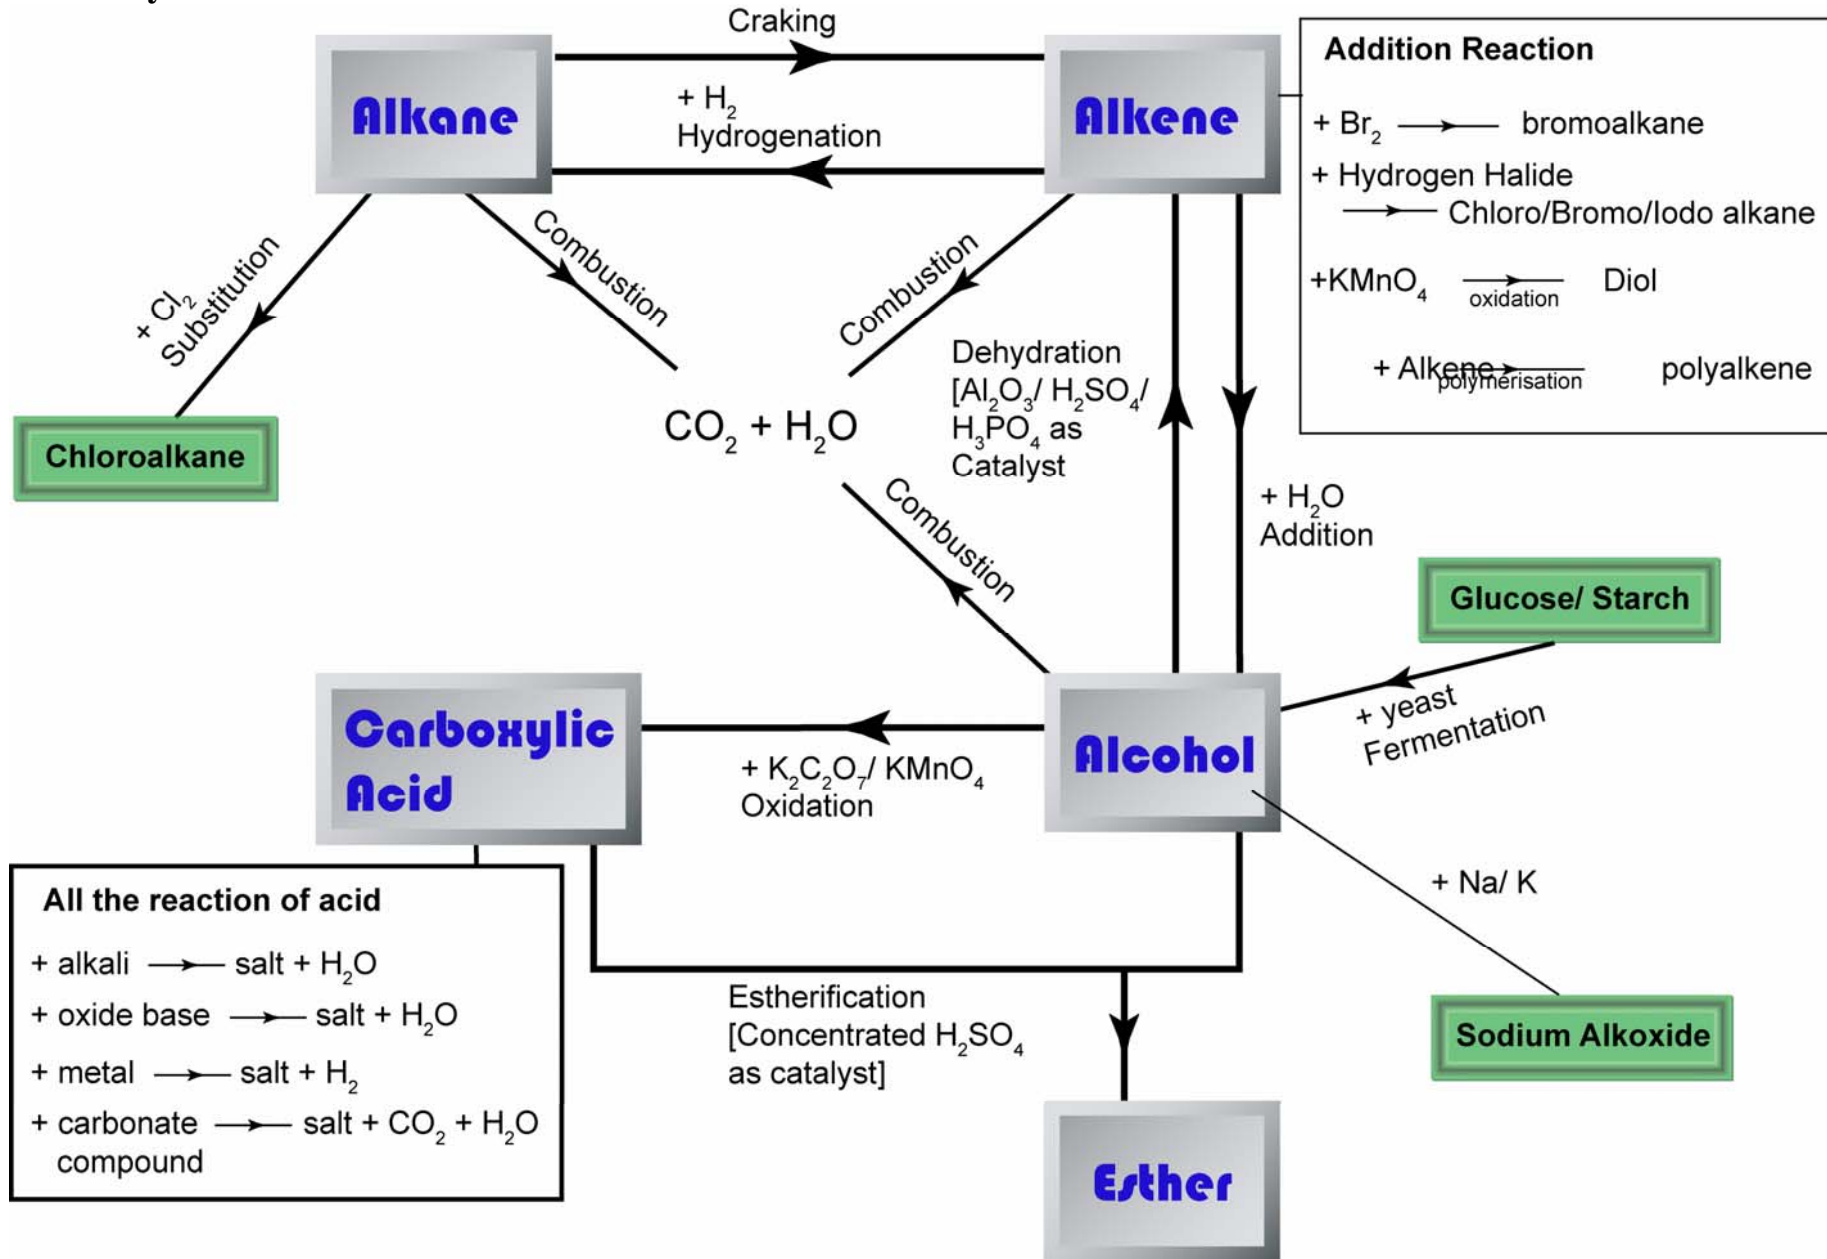 Craking
Alkane
+ H₂
Hydrogenation
Alkene
Addition Reaction
+ Br₂ bromoalkane
+ Hydrogen Halide
Chloro/Bromo/Iodo alkane
+KMnO₄ oxidation Diol
+ Alkene polymerisation polyalkene
+ Cl₂
Substitution
Combustion
Combustion
Chloroalkane
CO₂ + H₂O
Dehydration
[Al₂O₃/ H₂SO₄/
H₃PO₄ as
Catalyst
Combustion
+ H₂O
Addition
Glucose/ Starch
+ yeast
Fermentation
Carboxylic
Acid
+ K₂C₂O₇/ KMnO₄
Oxidation
Alcohol
+ Na/ K
Sodium Alkoxide
All the reaction of acid
+ alkali salt + H₂O
+ oxide base salt + H₂O
+ metal salt + H₂
+ carbonate salt + CO₂ + H₂O
compound
Estherification
[Concentrated H₂SO₄
as catalyst]
Esther